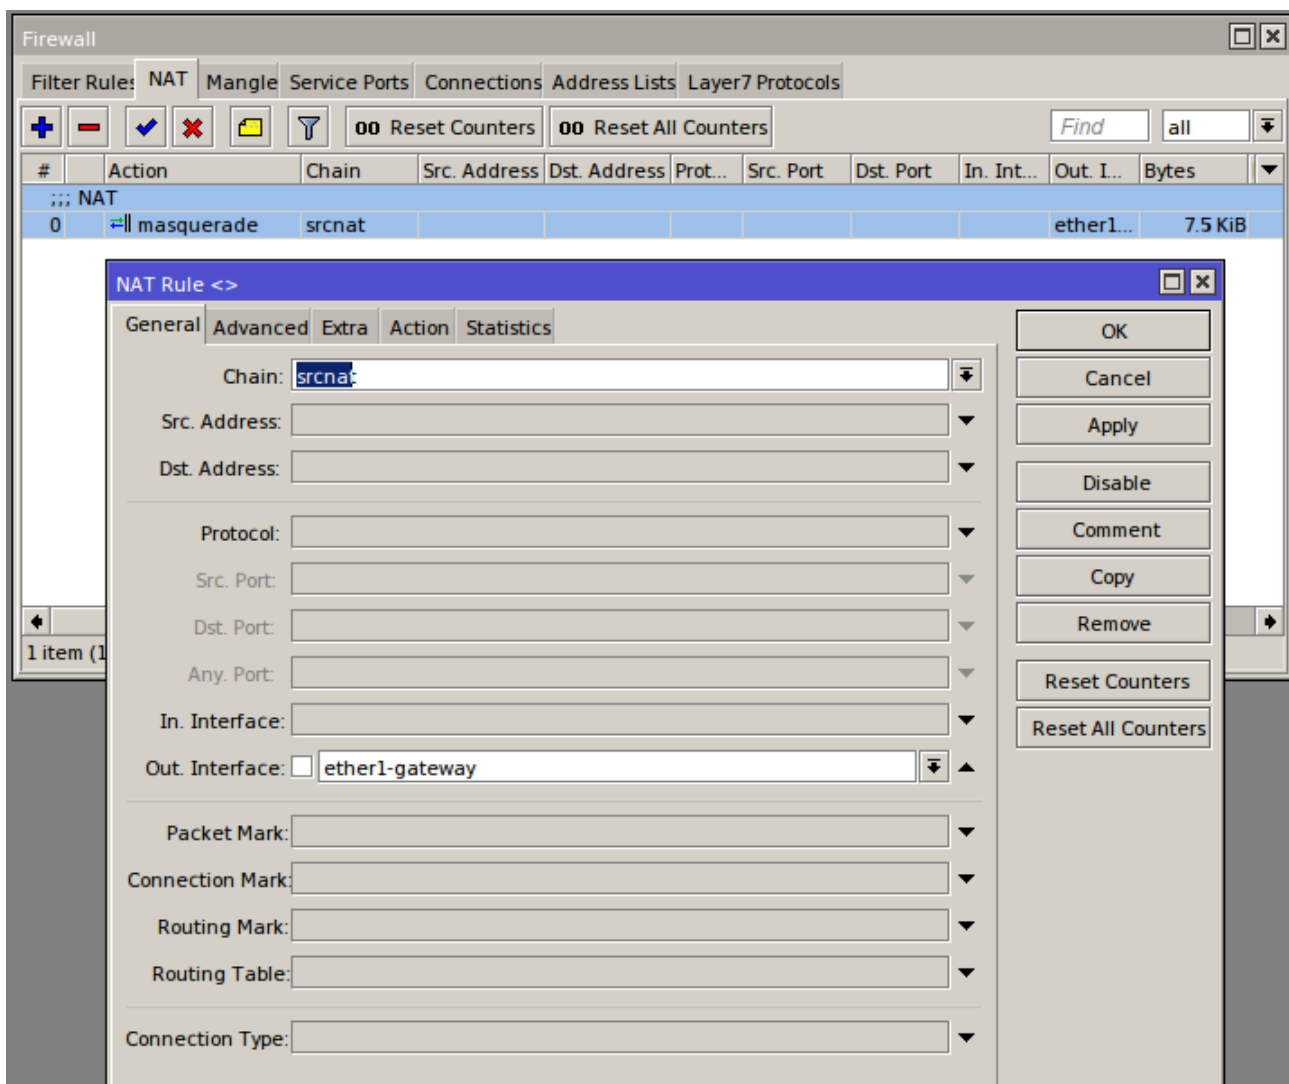 Firewall
Filter Rules NAT Mangle Service Ports Connections Address Lists Layer7 Protocols
00 Reset Counters 00 Reset All Counters Find all
# Action Chain Src. Address Dst. Address Prot... Src. Port Dst. Port In. Int... Out. I... Bytes
;;; NAT
0 masquerade srcnat ether1... 7.5 KiB
NAT Rule <>
General Advanced Extra Action Statistics
OK
Chain: srcnat
Cancel
Src. Address:
Apply
Dst. Address:
Disable
Protocol:
Comment
Src. Port:
Copy
Dst. Port:
Remove
1 item (1
Any. Port:
Reset Counters
In. Interface:
Reset All Counters
Out. Interface: ether1-gateway
Packet Mark:
Connection Mark:
Routing Mark:
Routing Table:
Connection Type: